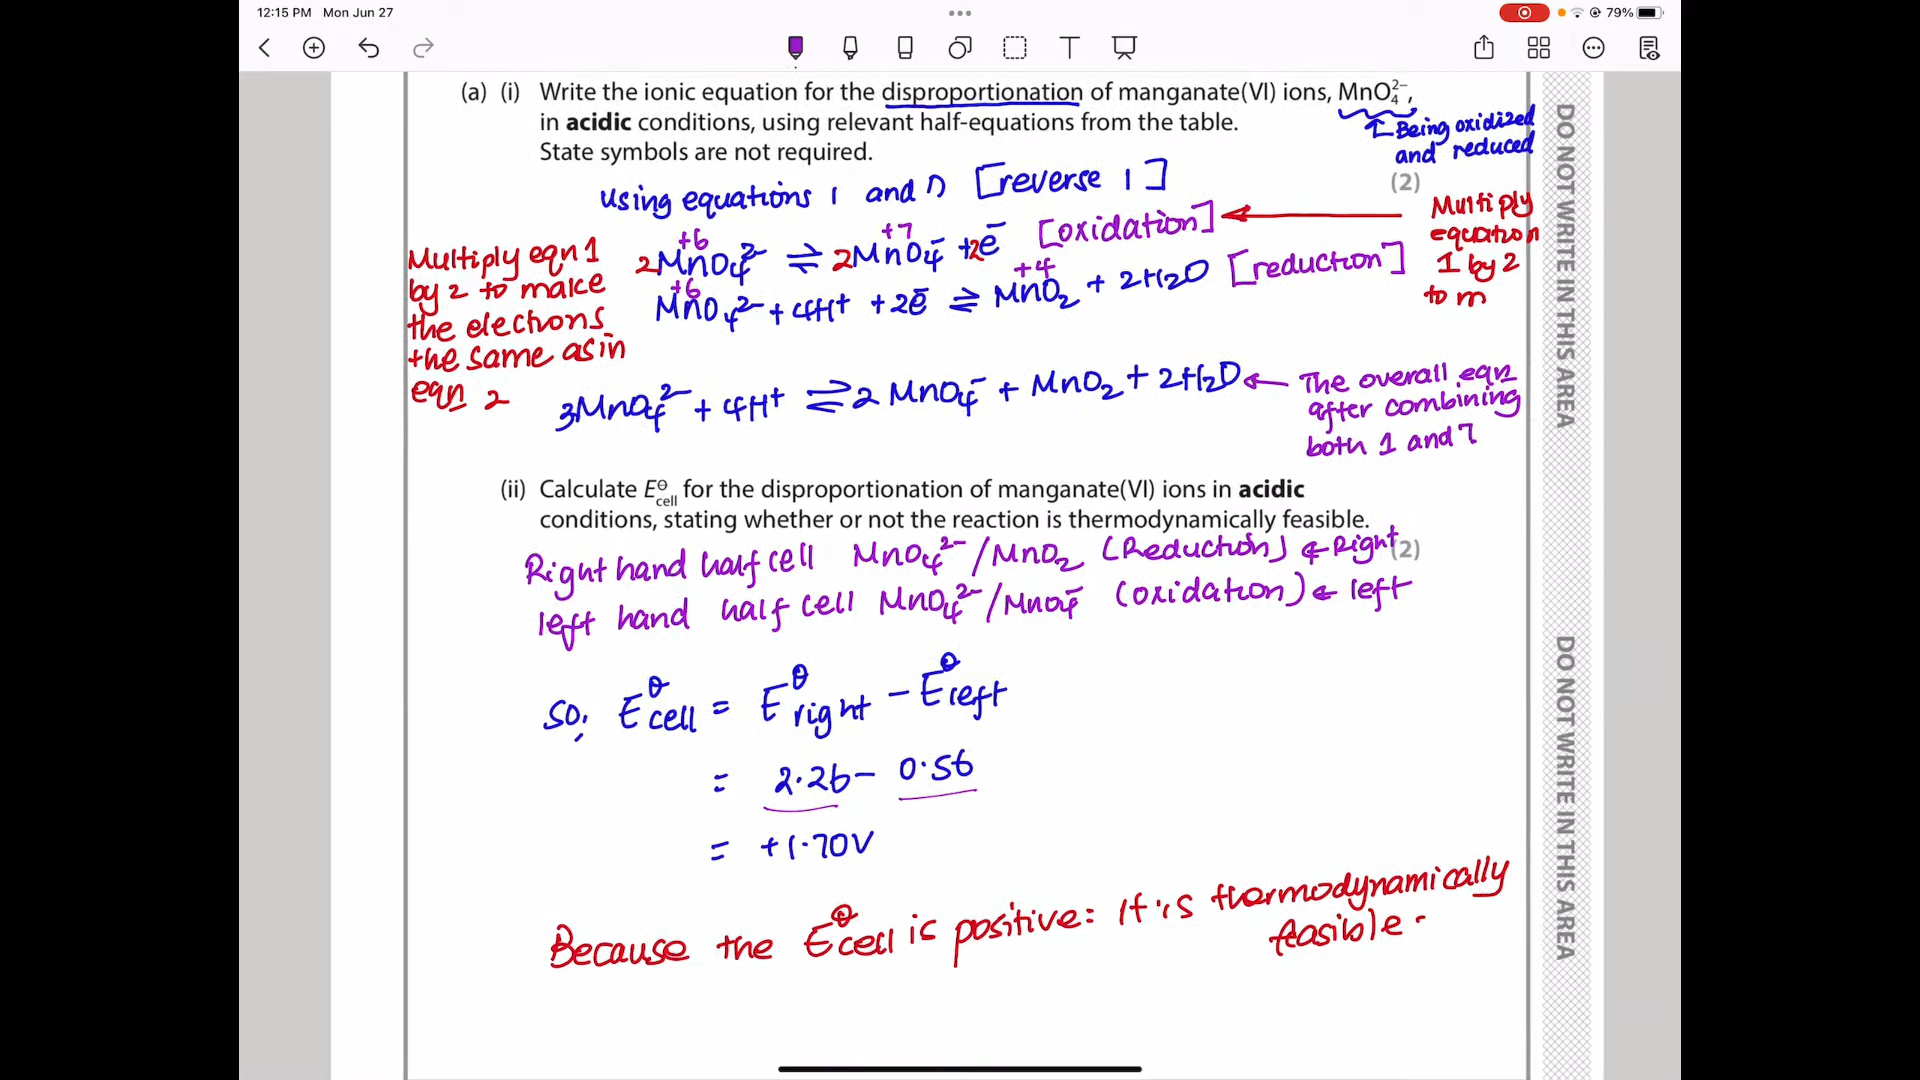 12:15 PM Mon Jun 27
79%
(a) (i) Write the ionic equation for the disproportionation of manganate(VI) ions, MnO₄²⁻,
in acidic conditions, using relevant half-equations from the table.
State symbols are not required.
(2)
Being oxidized
and reduced
Using equations 1 and 7 [reverse 1]
+6 +7
2MnO₄²⁻ ⇌ 2MnO₄⁻ + 2e⁻ [oxidation]
+6 +4
MnO₄²⁻ + 4H⁺ + 2e⁻ ⇌ MnO₂ + 2H₂O [reduction]
Multiply eqn 1
by 2 to make
the electrons
the same as in
eqn 2
Multiply
equation
1 by 2
to m
3MnO₄²⁻ + 4H⁺ ⇌ 2MnO₄⁻ + MnO₂ + 2H₂O
The overall eqn
after combining
both 1 and 7
(ii) Calculate E⦵cell for the disproportionation of manganate(VI) ions in acidic
conditions, stating whether or not the reaction is thermodynamically feasible.
(2)
Right hand half cell MnO₄²⁻/MnO₂ (Reduction) ← Right
left hand half cell MnO₄²⁻/MnO₄⁻ (oxidation) ← left
So, E⦵cell = E⦵right − E⦵left
= 2.26 − 0.56
= +1.70V
Because the E⦵cell is positive: It is thermodynamically
feasible.
DO NOT WRITE IN THIS AREA
DO NOT WRITE IN THIS AREA